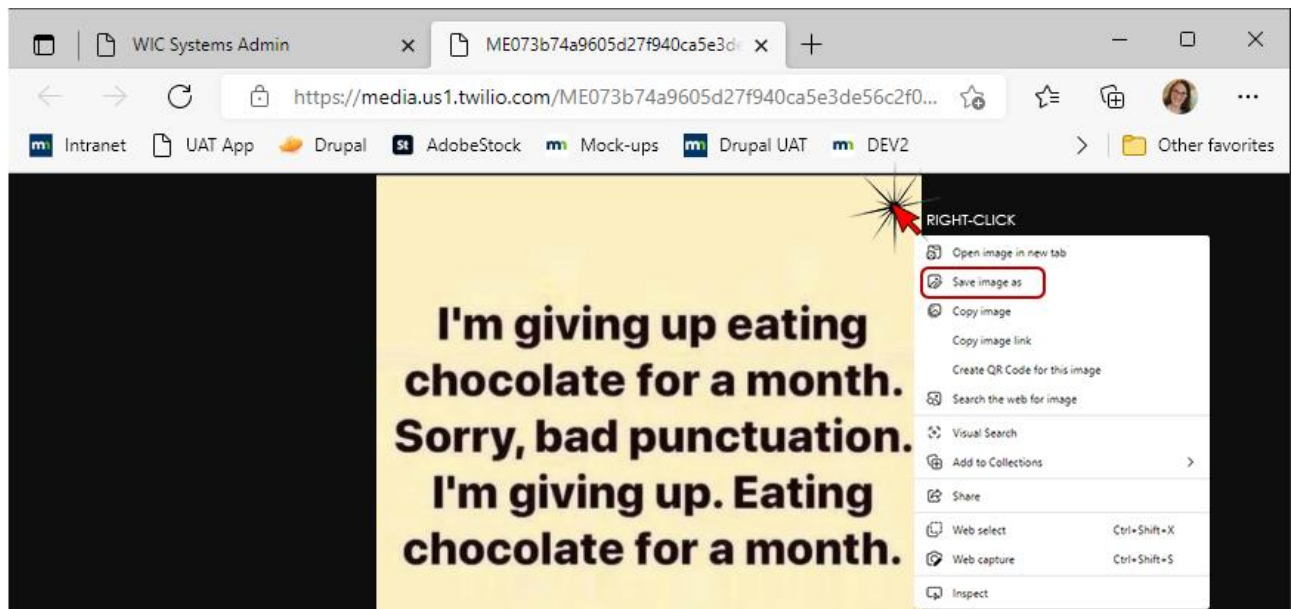 WIC Systems Admin
ME073b74a9605d27f940ca5e3d
https://media.us1.twilio.com/ME073b74a9605d27f940ca5e3de56c2f0...
Intranet UAT App Drupal St AdobeStock Mock-ups Drupal UAT DEV2 Other favorites
RIGHT-CLICK
Open image in new tab
Save image as
Copy image
Copy image link
Create QR Code for this image
Search the web for image
Visual Search
Add to Collections
Share
Web select Ctrl+Shift+X
Web capture Ctrl+Shift+S
Inspect
I'm giving up eating
chocolate for a month.
Sorry, bad punctuation.
I'm giving up. Eating
chocolate for a month.